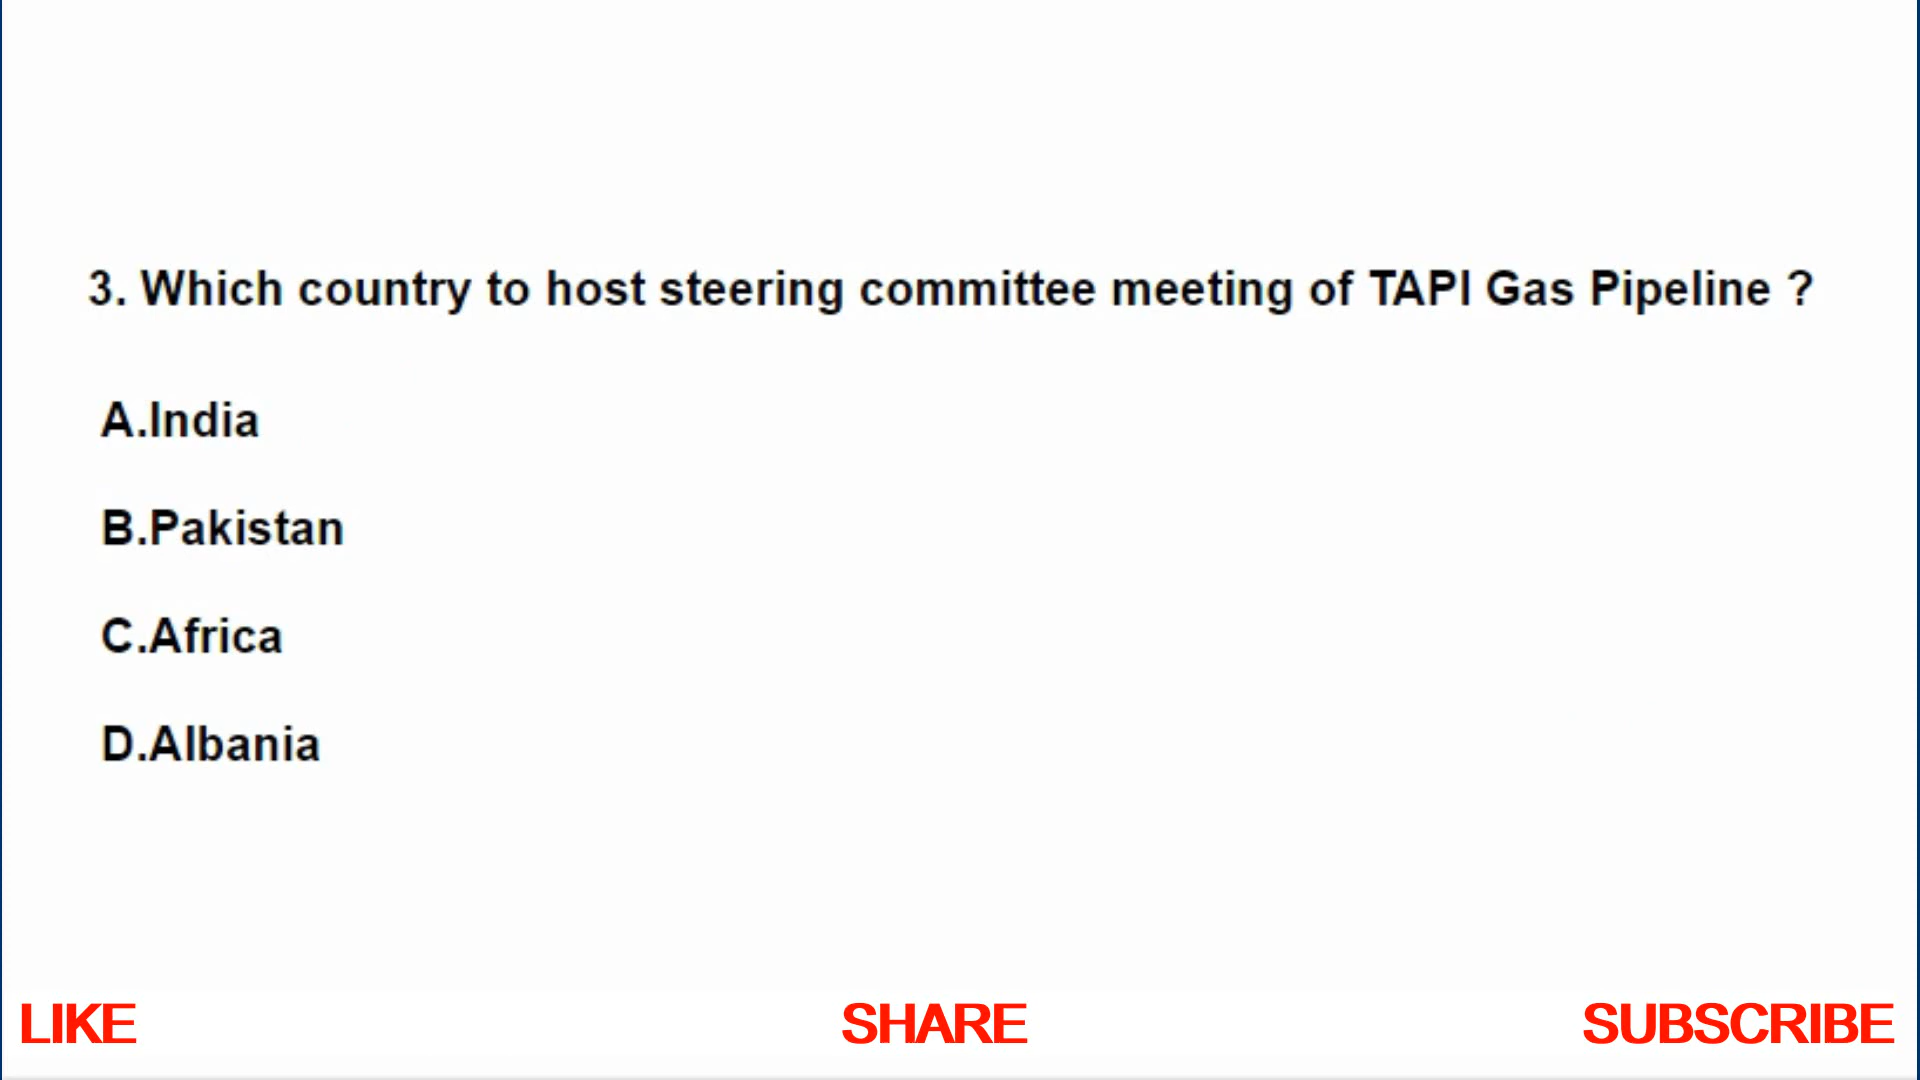 3. Which country to host steering committee meeting of TAPI Gas Pipeline ?
A.India
B.Pakistan
C.Africa
D.Albania
LIKE SHARE SUBSCRIBE